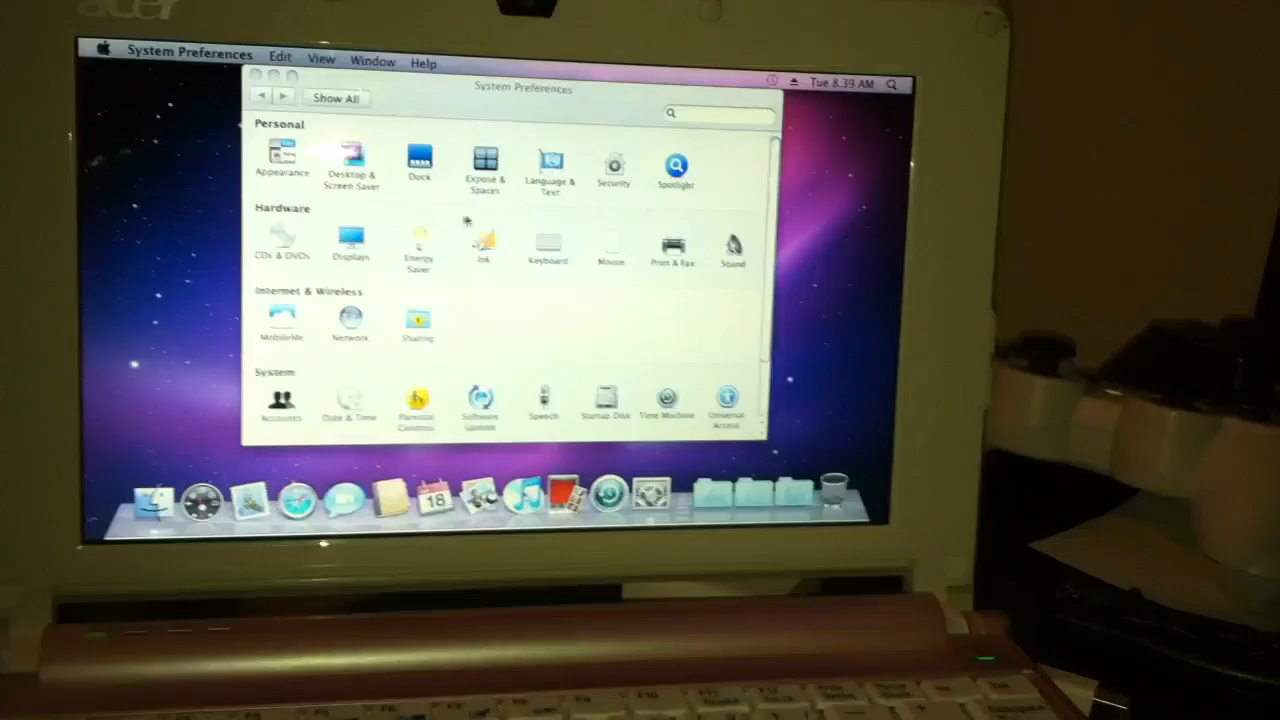 acer
System Preferences Edit View Window Help Tue 8:39 AM
System Preferences
Show All
Personal
Appearance Desktop & Screen Saver Dock Exposé & Spaces Language & Text Security Spotlight
Hardware
CDs & DVDs Displays Energy Saver Ink Keyboard Mouse Print & Fax Sound
Internet & Wireless
MobileMe Network Sharing
System
Accounts Date & Time Parental Controls Software Update Speech Startup Disk Time Machine Universal Access
18
F10 F11 F12